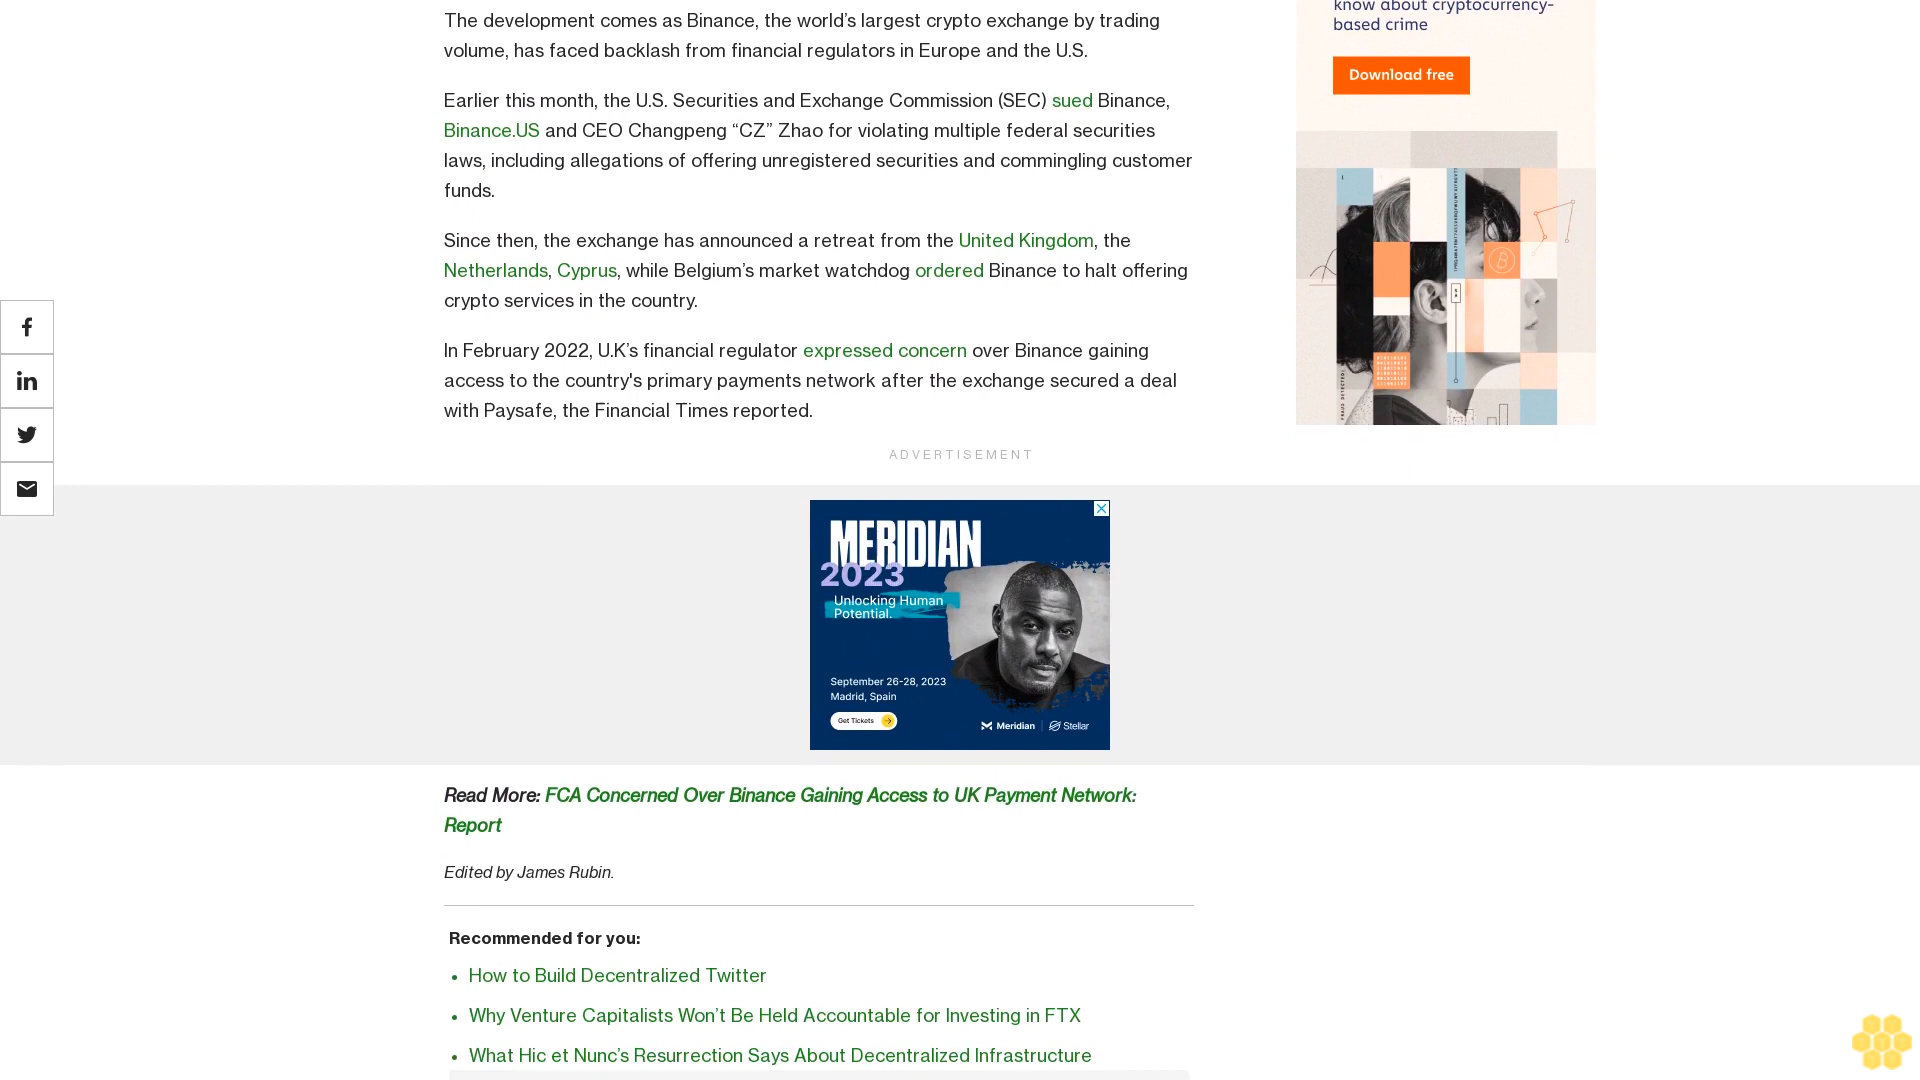 know about cryptocurrency-
based crime
Download free
The development comes as Binance, the world’s largest crypto exchange by trading
volume, has faced backlash from financial regulators in Europe and the U.S.
Earlier this month, the U.S. Securities and Exchange Commission (SEC) sued Binance,
Binance.US and CEO Changpeng “CZ” Zhao for violating multiple federal securities
laws, including allegations of offering unregistered securities and commingling customer
funds.
Since then, the exchange has announced a retreat from the United Kingdom, the
Netherlands, Cyprus, while Belgium’s market watchdog ordered Binance to halt offering
crypto services in the country.
In February 2022, U.K’s financial regulator expressed concern over Binance gaining
access to the country's primary payments network after the exchange secured a deal
with Paysafe, the Financial Times reported.
ADVERTISEMENT
MERIDIAN
2023
Unlocking Human
Potential.
September 26-28, 2023
Madrid, Spain
Get Tickets
Meridian | Stellar
Read More: FCA Concerned Over Binance Gaining Access to UK Payment Network:
Report
Edited by James Rubin.
Recommended for you:
• How to Build Decentralized Twitter
• Why Venture Capitalists Won’t Be Held Accountable for Investing in FTX
• What Hic et Nunc’s Resurrection Says About Decentralized Infrastructure